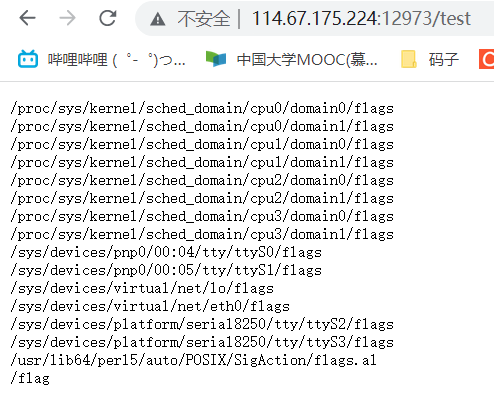 不安全 | 114.67.175.224:12973/test
哔哩哔哩 (゜-゜)つ... 中国大学MOOC(慕... 码子
/proc/sys/kernel/sched_domain/cpu0/domain0/flags
/proc/sys/kernel/sched_domain/cpu0/domain1/flags
/proc/sys/kernel/sched_domain/cpu1/domain0/flags
/proc/sys/kernel/sched_domain/cpu1/domain1/flags
/proc/sys/kernel/sched_domain/cpu2/domain0/flags
/proc/sys/kernel/sched_domain/cpu2/domain1/flags
/proc/sys/kernel/sched_domain/cpu3/domain0/flags
/proc/sys/kernel/sched_domain/cpu3/domain1/flags
/sys/devices/pnp0/00:04/tty/ttyS0/flags
/sys/devices/pnp0/00:05/tty/ttyS1/flags
/sys/devices/virtual/net/lo/flags
/sys/devices/virtual/net/eth0/flags
/sys/devices/platform/serial8250/tty/ttyS2/flags
/sys/devices/platform/serial8250/tty/ttyS3/flags
/usr/lib64/perl5/auto/POSIX/SigAction/flags.al
/flag